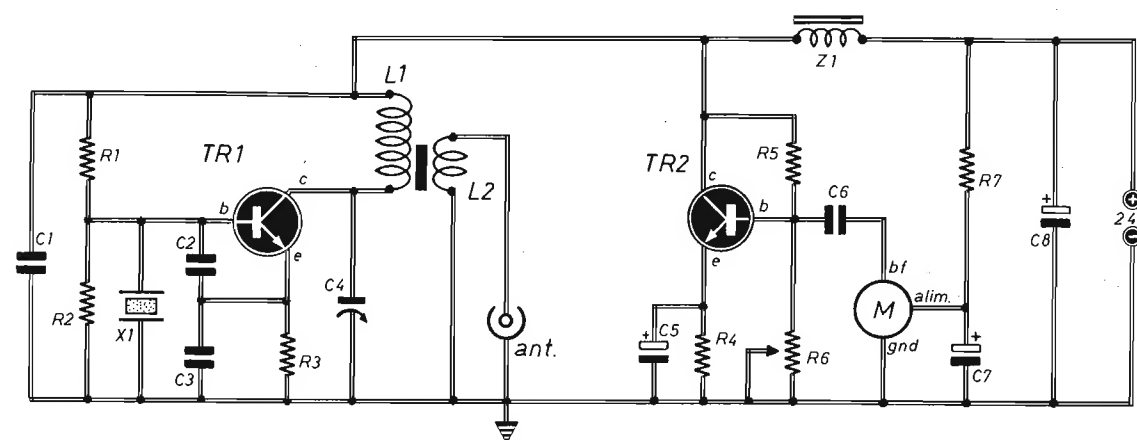 Z1
L1
R1
TR1
c
L2
TR2
c
R5
R7
C6
b
b
+
24
C8
C1
C2
e
e
bf
M
alim.
C4
R2
X1
ant.
+
C5
R4
R6
gnd
+
C7
C3
R3